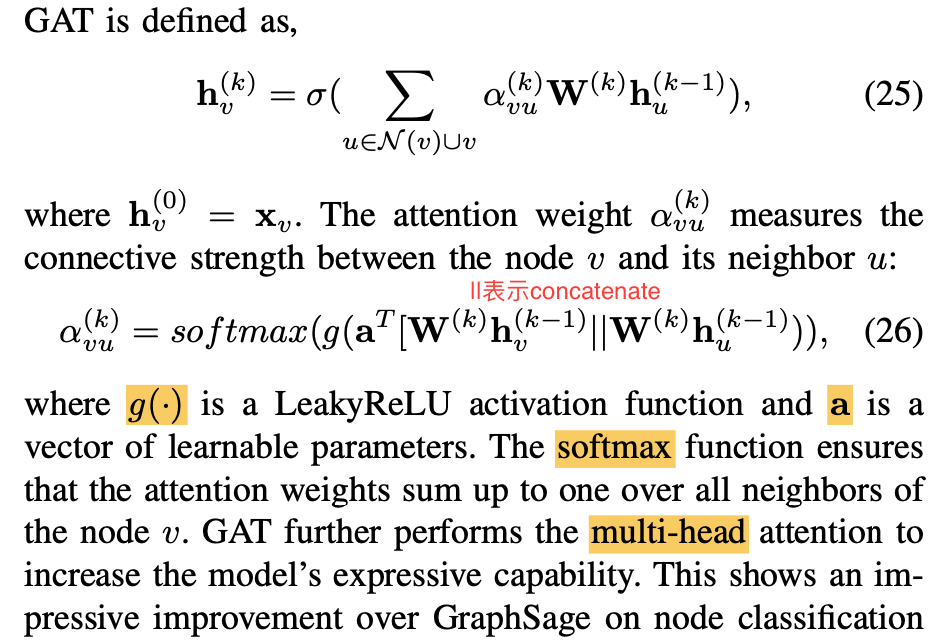 GAT is defined as,
$\mathbf{h}_v^{(k)} = \sigma(\sum_{u \in \mathcal{N}(v) \cup v} \alpha_{vu}^{(k)} \mathbf{W}^{(k)} \mathbf{h}_u^{(k-1)}),$ (25)
where $\mathbf{h}_v^{(0)} = \mathbf{x}_v$. The attention weight $\alpha_{vu}^{(k)}$ measures the
connective strength between the node $v$ and its neighbor $u$:
||表示concatenate
$\alpha_{vu}^{(k)} = softmax(g(\mathbf{a}^T[\mathbf{W}^{(k)}\mathbf{h}_v^{(k-1)}||\mathbf{W}^{(k)}\mathbf{h}_u^{(k-1)})),$ (26)
where $g(\cdot)$ is a LeakyReLU activation function and $\mathbf{a}$ is a
vector of learnable parameters. The softmax function ensures
that the attention weights sum up to one over all neighbors of
the node $v$. GAT further performs the multi-head attention to
increase the model's expressive capability. This shows an im-
pressive improvement over GraphSage on node classification